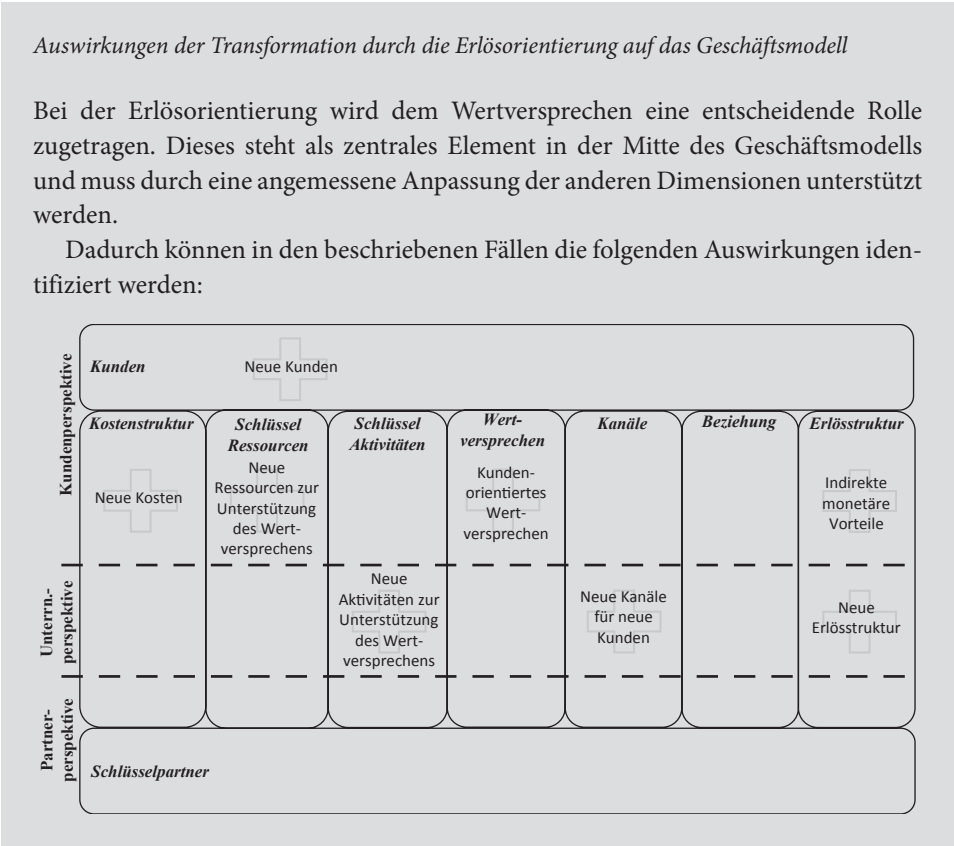 Auswirkungen der Transformation durch die Erlösorientierung auf das Geschäftsmodell
Bei der Erlösorientierung wird dem Wertversprechen eine entscheidende Rolle
zugetragen. Dieses steht als zentrales Element in der Mitte des Geschäftsmodells
und muss durch eine angemessene Anpassung der anderen Dimensionen unterstützt
werden.
Dadurch können in den beschriebenen Fällen die folgenden Auswirkungen iden-
tifiziert werden:
Kundenperspektive
Kunden
Neue Kunden
Kostenstruktur
Neue Kosten
Schlüssel
Ressourcen
Neue
Ressourcen zur
Unterstützung
des Wert-
versprechens
Schlüssel
Aktivitäten
Wert-
versprechen
Kunden-
orientiertes
Wert-
versprechen
Kanäle
Beziehung
Erlösstruktur
Indirekte
monetäre
Vorteile
Unterrn.-
perspektive
Neue
Aktivitäten zur
Unterstützung
des Wert-
versprechens
Neue Kanäle
für neue
Kunden
Neue
Erlösstruktur
Partner-
perspektive
Schlüsselpartner